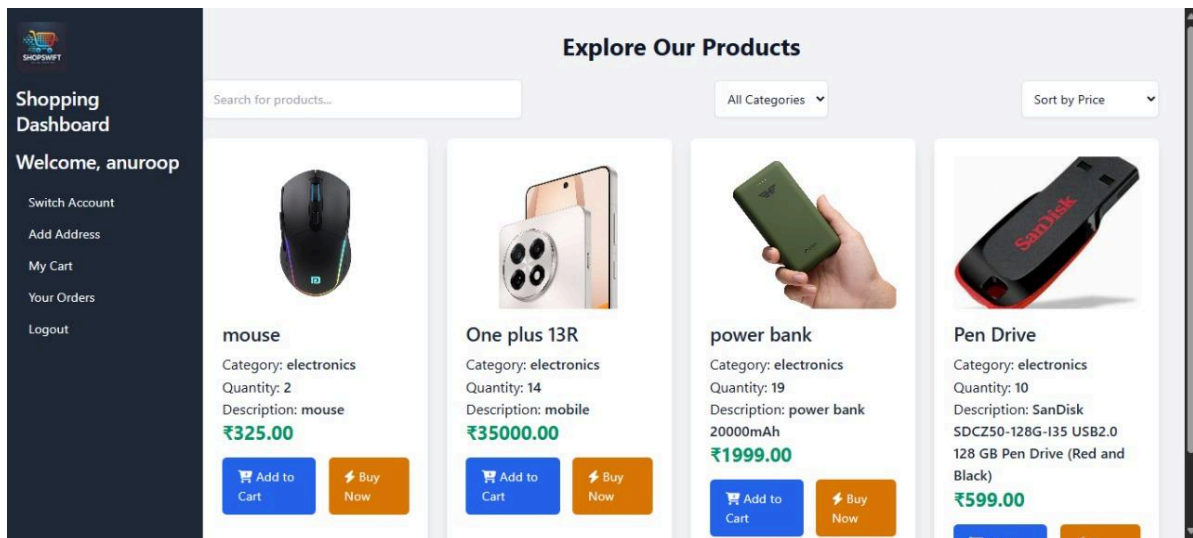 SHOPSWIFT
Shopping
Dashboard
Welcome, anuroop
Switch Account
Add Address
My Cart
Your Orders
Logout
Explore Our Products
Search for products...
All Categories
Sort by Price
mouse
Category: electronics
Quantity: 2
Description: mouse
₹325.00
Add to
Cart
Buy
Now
One plus 13R
Category: electronics
Quantity: 14
Description: mobile
₹35000.00
Add to
Cart
Buy
Now
power bank
Category: electronics
Quantity: 19
Description: power bank
20000mAh
₹1999.00
Add to
Cart
Buy
Now
SanDisk
Pen Drive
Category: electronics
Quantity: 10
Description: SanDisk
SDCZ50-128G-I35 USB2.0
128 GB Pen Drive (Red and
Black)
₹599.00